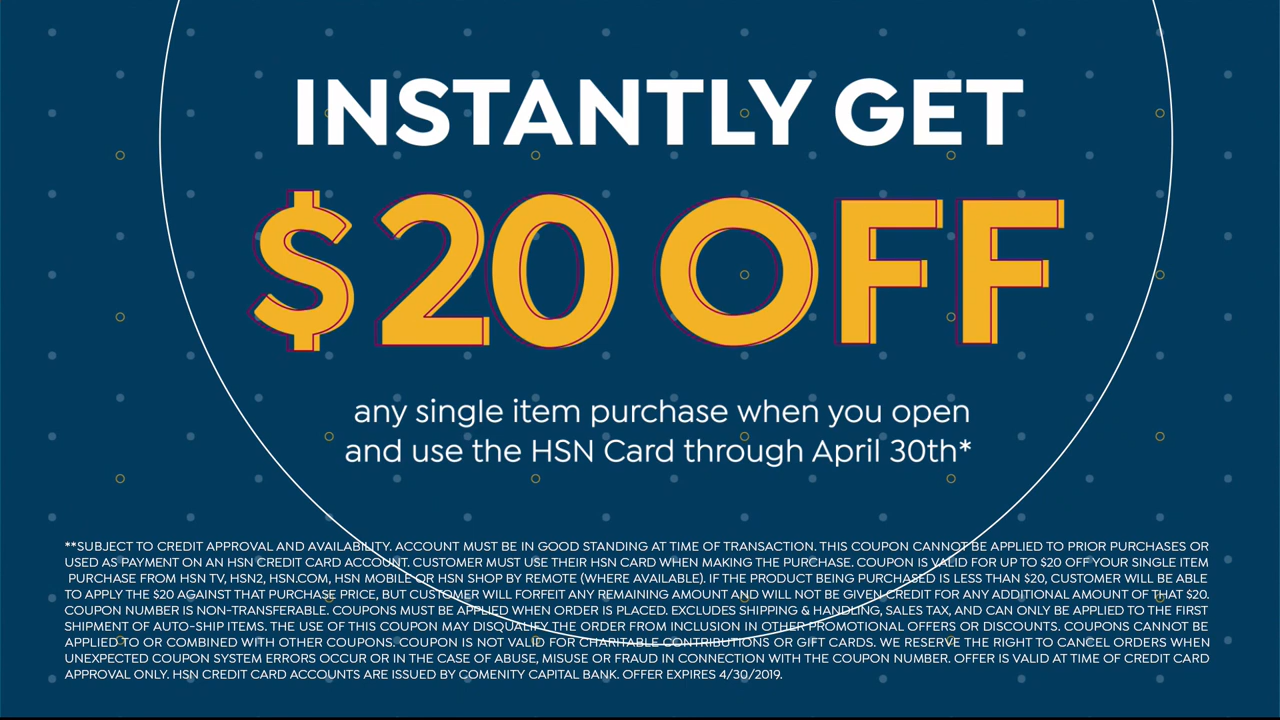 INSTANTLY GET
$20 OFF
any single item purchase when you open
and use the HSN Card through April 30th*
**SUBJECT TO CREDIT APPROVAL AND AVAILABILITY. ACCOUNT MUST BE IN GOOD STANDING AT TIME OF TRANSACTION. THIS COUPON CANNOT BE APPLIED TO PRIOR PURCHASES OR
USED AS PAYMENT ON AN HSN CREDIT CARD ACCOUNT. CUSTOMER MUST USE THEIR HSN CARD WHEN MAKING THE PURCHASE. COUPON IS VALID FOR UP TO $20 OFF YOUR SINGLE ITEM
PURCHASE FROM HSN TV, HSN2, HSN.COM, HSN MOBILE OR HSN SHOP BY REMOTE (WHERE AVAILABLE). IF THE PRODUCT BEING PURCHASED IS LESS THAN $20, CUSTOMER WILL BE ABLE
TO APPLY THE $20 AGAINST THAT PURCHASE PRICE, BUT CUSTOMER WILL FORFEIT ANY REMAINING AMOUNT AND WILL NOT BE GIVEN CREDIT FOR ANY ADDITIONAL AMOUNT OF THAT $20.
COUPON NUMBER IS NON-TRANSFERABLE. COUPONS MUST BE APPLIED WHEN ORDER IS PLACED. EXCLUDES SHIPPING & HANDLING, SALES TAX, AND CAN ONLY BE APPLIED TO THE FIRST
SHIPMENT OF AUTO-SHIP ITEMS. THE USE OF THIS COUPON MAY DISQUALIFY THE ORDER FROM INCLUSION IN OTHER PROMOTIONAL OFFERS OR DISCOUNTS. COUPONS CANNOT BE
APPLIED TO OR COMBINED WITH OTHER COUPONS. COUPON IS NOT VALID FOR CHARITABLE CONTRIBUTIONS OR GIFT CARDS. WE RESERVE THE RIGHT TO CANCEL ORDERS WHEN
UNEXPECTED COUPON SYSTEM ERRORS OCCUR OR IN THE CASE OF ABUSE, MISUSE OR FRAUD IN CONNECTION WITH THE COUPON NUMBER. OFFER IS VALID AT TIME OF CREDIT CARD
APPROVAL ONLY. HSN CREDIT CARD ACCOUNTS ARE ISSUED BY COMENITY CAPITAL BANK. OFFER EXPIRES 4/30/2019.